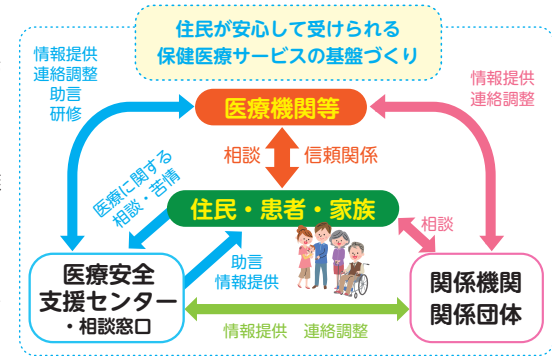 住民が安心して受けられる
保健医療サービスの基盤づくり
情報提供
連絡調整
助言
研修
情報提供
連絡調整
医療機関等
相談
信頼関係
医療に関する
相談・苦情
住民・患者・家族
相談
助言
情報提供
医療安全
支援センター
・相談窓口
関係機関
関係団体
情報提供 連絡調整